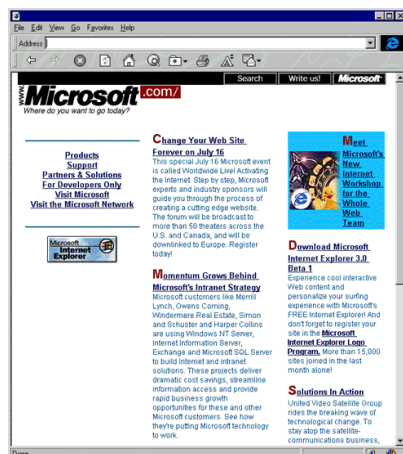 File Edit View Go Favorites Help
Address
Search Write us! Microsoft
www.Microsoft.com/
Where do you want to go today?
Products
Support
Partners & Solutions
For Developers Only
Visit Microsoft
Visit the Microsoft Network
Microsoft
Internet
Explorer
Change Your Web Site
Forever on July 16
This special July 16 Microsoft event
is called Worldwide Live! Activating
the Internet. Step by step, Microsoft
experts and industry sponsors will
guide you through the process of
creating a cutting edge website.
The forum will be broadcast to
more than 50 theaters across the
U.S. and Canada, and will be
downlinked to Europe. Register
today!
Momentum Grows Behind
Microsoft's Intranet Strategy
Microsoft customers like Merrill
Lynch, Owens Corning,
Windermere Real Estate, Simon
and Schuster and Harper Collins
are using Windows NT Server,
Internet Information Server,
Exchange and Microsoft SQL Server
to build Internet and intranet
solutions. These projects deliver
dramatic cost savings, streamline
information access and provide
rapid business growth
opportunities for these and other
Microsoft customers. See how
they're putting Microsoft technology
to work.
Meet
Microsoft's
New
Internet
Workshop
for the
Whole
Web
Team
Download Microsoft
Internet Explorer 3.0
Beta 1
Experience cool interactive
Web content and
personalize your surfing
experience with Microsoft's
FREE Internet Explorer! And
don't forget to register your
site in the Microsoft
Internet Explorer Logo
Program. More than 15,000
sites joined in the last
month alone!
Solutions In Action
United Video Satellite Group
rides the breaking wave of
technological change. To
stay atop the satellite-
communications business,
Done